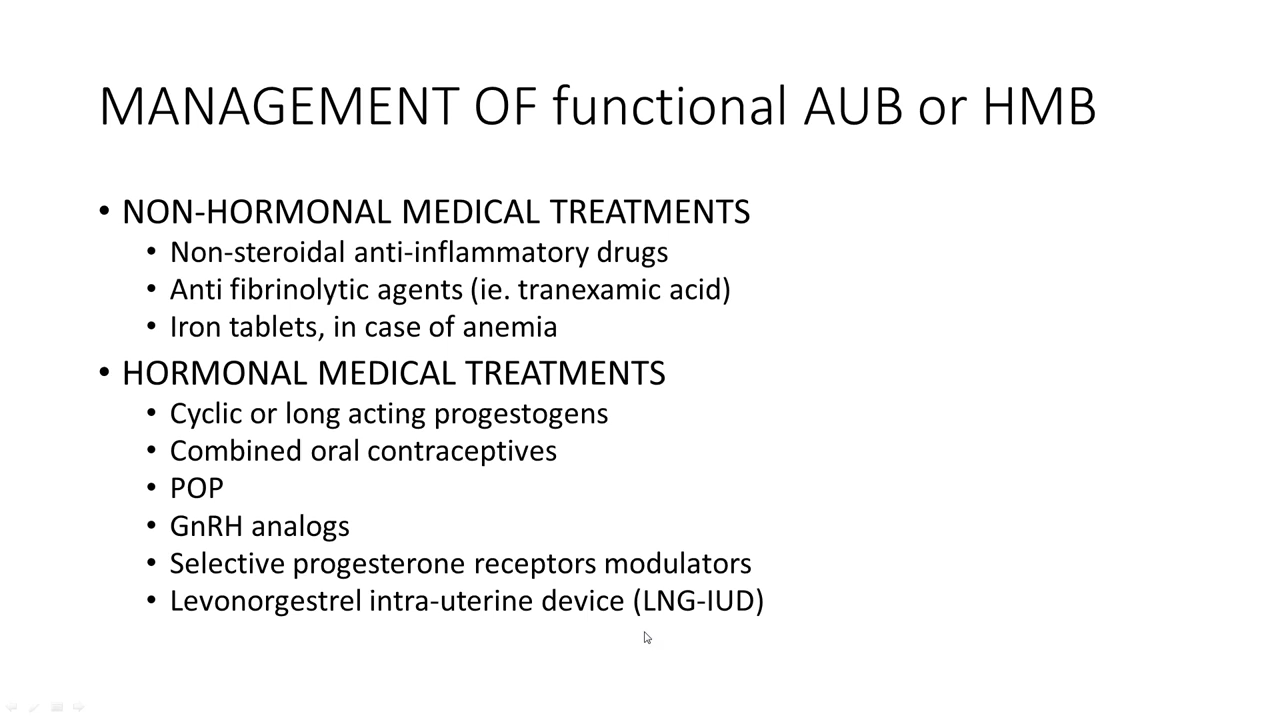 MANAGEMENT OF functional AUB or HMB
• NON-HORMONAL MEDICAL TREATMENTS
• Non-steroidal anti-inflammatory drugs
• Anti fibrinolytic agents (ie. tranexamic acid)
• Iron tablets, in case of anemia
• HORMONAL MEDICAL TREATMENTS
• Cyclic or long acting progestogens
• Combined oral contraceptives
• POP
• GnRH analogs
• Selective progesterone receptors modulators
• Levonorgestrel intra-uterine device (LNG-IUD)